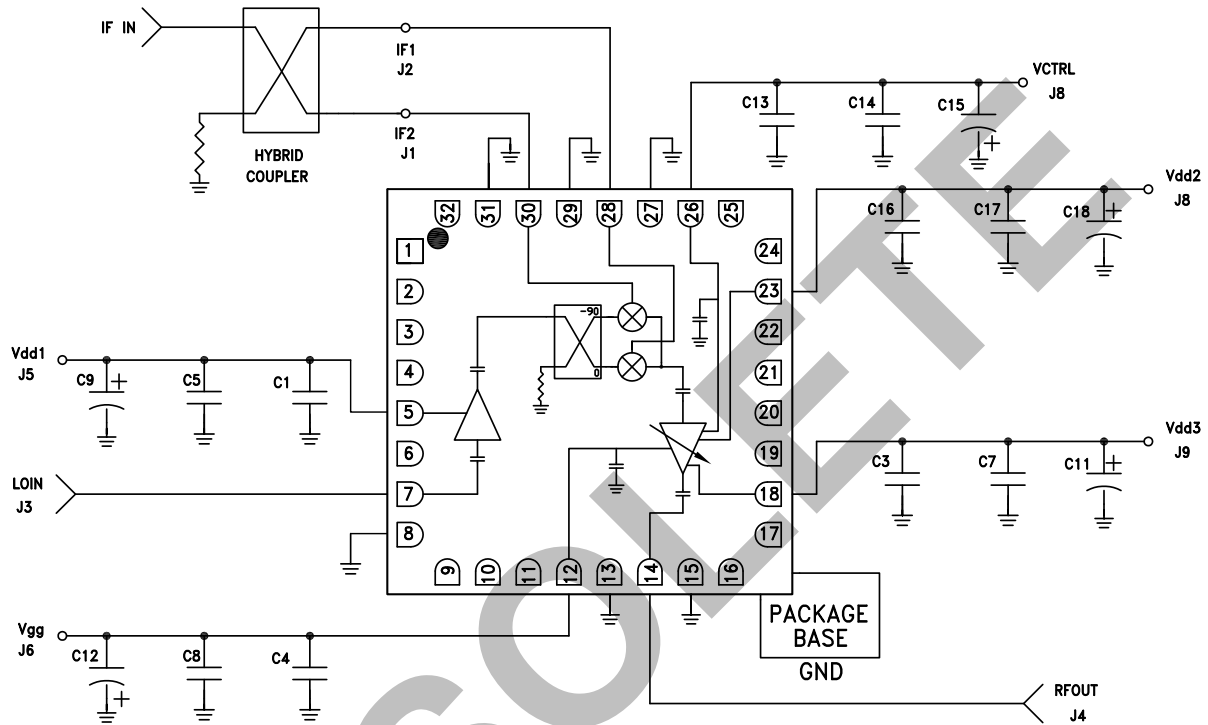 IF IN
IF1
J2
IF2
J1
HYBRID
COUPLER
VCTRL
J8
C13
C14
C15
+
Vdd2
J8
C16
C17
C18
+
32
31
30
29
28
27
26
25
1
2
3
4
5
6
7
8
24
23
22
21
20
19
18
17
9
10
11
12
13
14
15
16
-90
0
Vdd1
J5
C9
+
C5
C1
LOIN
J3
Vdd3
J9
C3
C7
C11
+
Vgg
J6
C12
+
C8
C4
PACKAGE
BASE
GND
RFOUT
J4
SOLETE